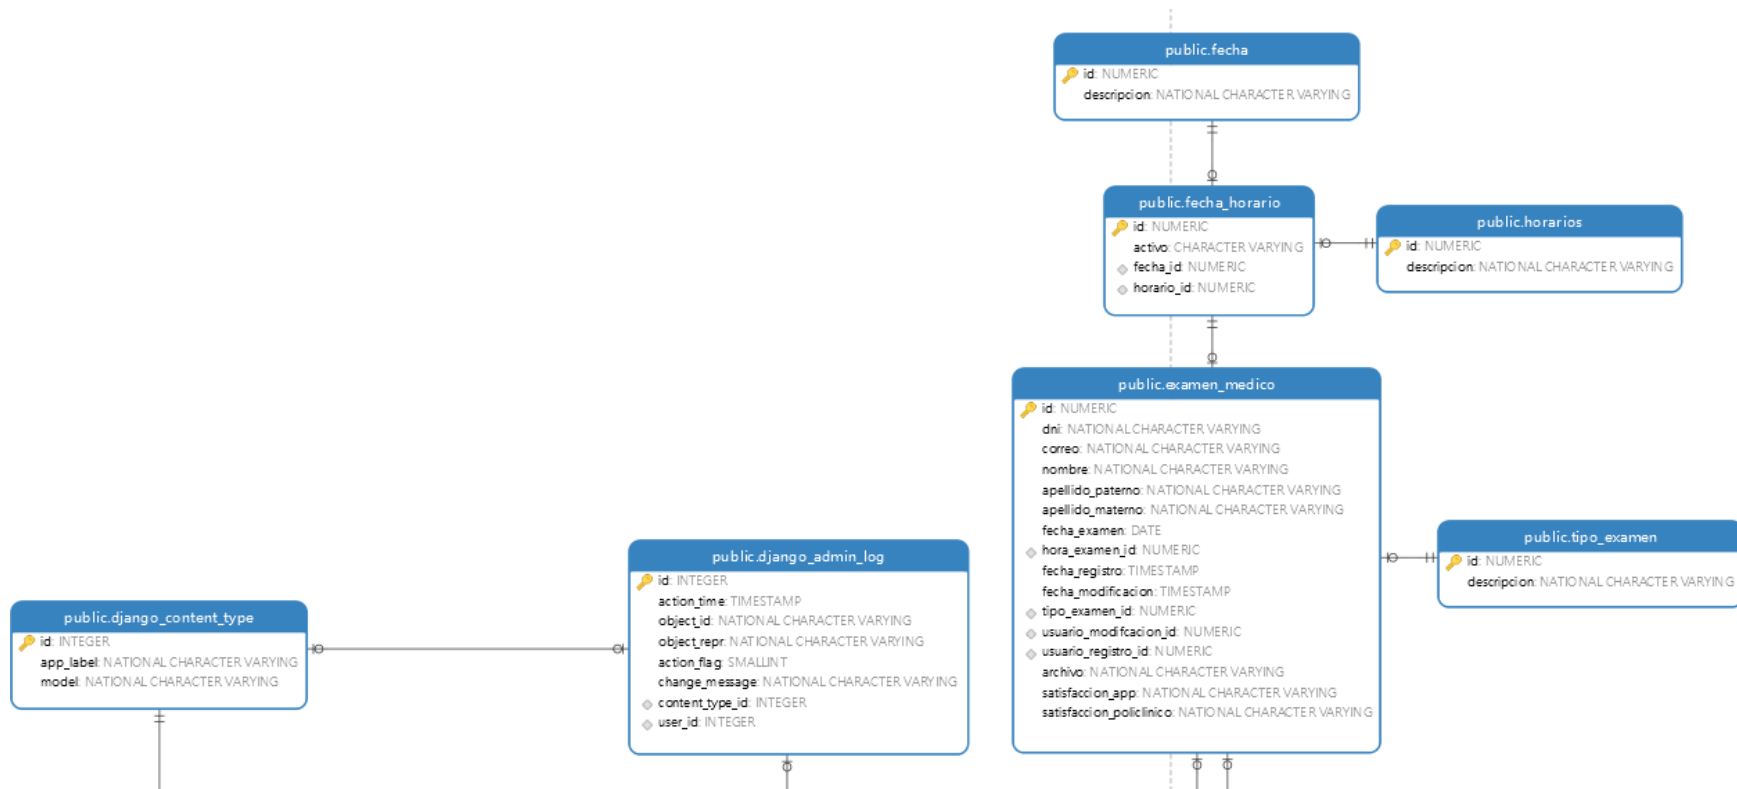 public.fecha
id: NUMERIC
descripcion: NATIONAL CHARACTER VARYING
public.fecha_horario
id: NUMERIC
activo: CHARACTER VARYING
fecha_id: NUMERIC
horario_id: NUMERIC
public.horarios
id: NUMERIC
descripcion: NATIONAL CHARACTER VARYING
public.examen_medico
id: NUMERIC
dni: NATIONAL CHARACTER VARYING
correo: NATIONAL CHARACTER VARYING
nombre: NATIONAL CHARACTER VARYING
apellido_paterno: NATIONAL CHARACTER VARYING
apellido_materno: NATIONAL CHARACTER VARYING
fecha_examen: DATE
hora_examen_id: NUMERIC
fecha_registro: TIMESTAMP
fecha_modificacion: TIMESTAMP
tipo_examen_id: NUMERIC
usuario_modifcacion_id: NUMERIC
usuario_registro_id: NUMERIC
archivo: NATIONAL CHARACTER VARYING
satisfaccion_app: NATIONAL CHARACTER VARYING
satisfaccion_policlinico: NATIONAL CHARACTER VARYING
public.tipo_examen
id: NUMERIC
descripcion: NATIONAL CHARACTER VARYING
public.django_admin_log
id: INTEGER
action_time: TIMESTAMP
object_id: NATIONAL CHARACTER VARYING
object_repr: NATIONAL CHARACTER VARYING
action_flag: SMALLINT
change_message: NATIONAL CHARACTER VARYING
content_type_id: INTEGER
user_id: INTEGER
public.django_content_type
id: INTEGER
app_label: NATIONAL CHARACTER VARYING
model: NATIONAL CHARACTER VARYING